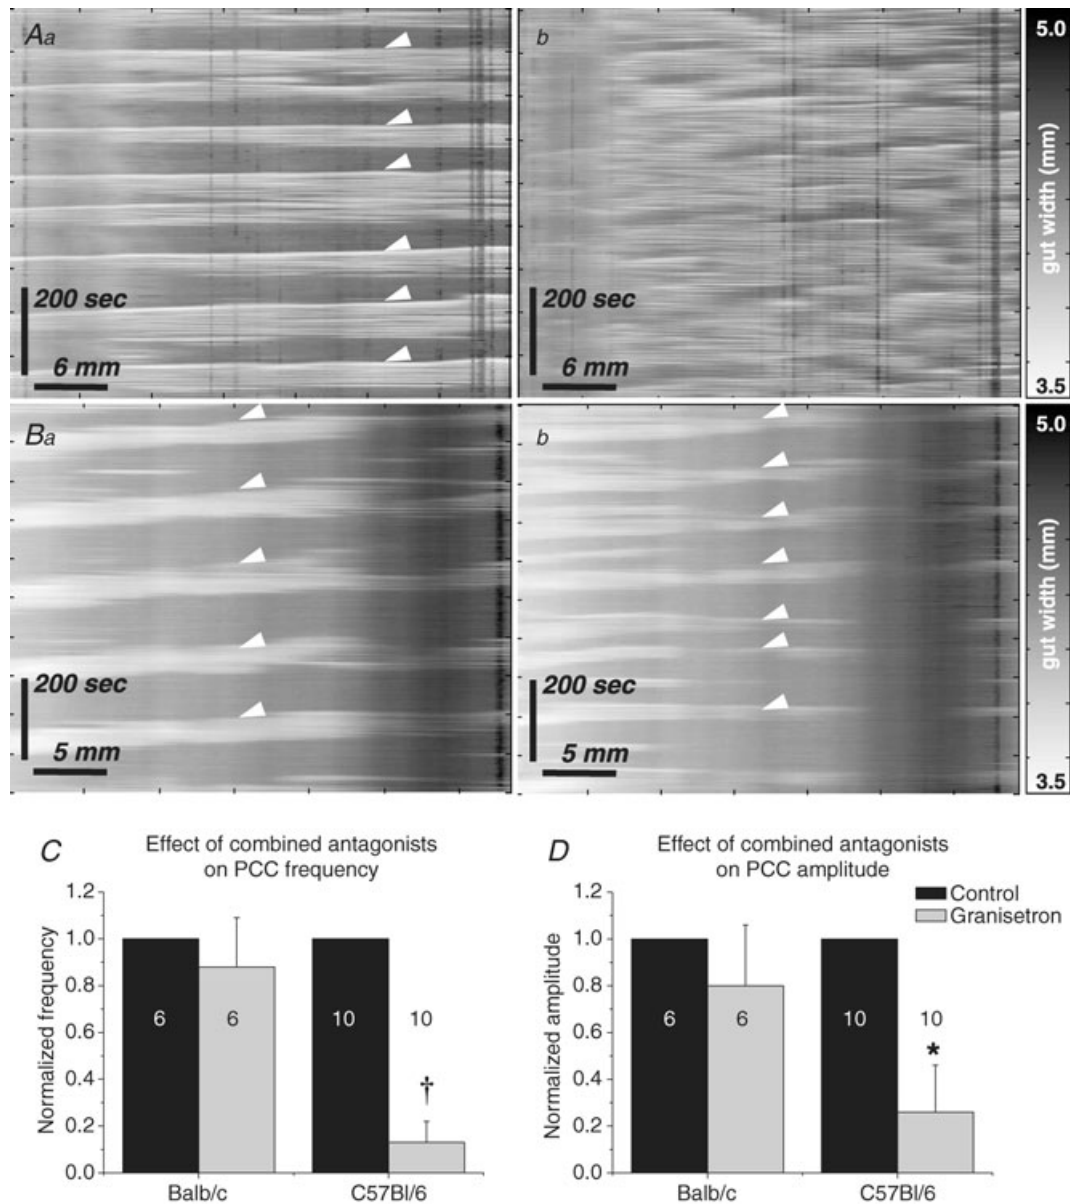 Aa
b
5.0
gut width (mm)
3.5
200 sec
6 mm
200 sec
6 mm
Ba
b
5.0
gut width (mm)
3.5
200 sec
5 mm
200 sec
5 mm
C
Effect of combined antagonists
on PCC frequency
Normalized frequency
1.2
1.0
0.8
0.6
0.4
0.2
0.0
6
6
10
10
†
Balb/c
C57Bl/6
D
Effect of combined antagonists
on PCC amplitude
Control
Granisetron
Normalized amplitude
1.2
1.0
0.8
0.6
0.4
0.2
0.0
6
6
10
10
*
Balb/c
C57Bl/6